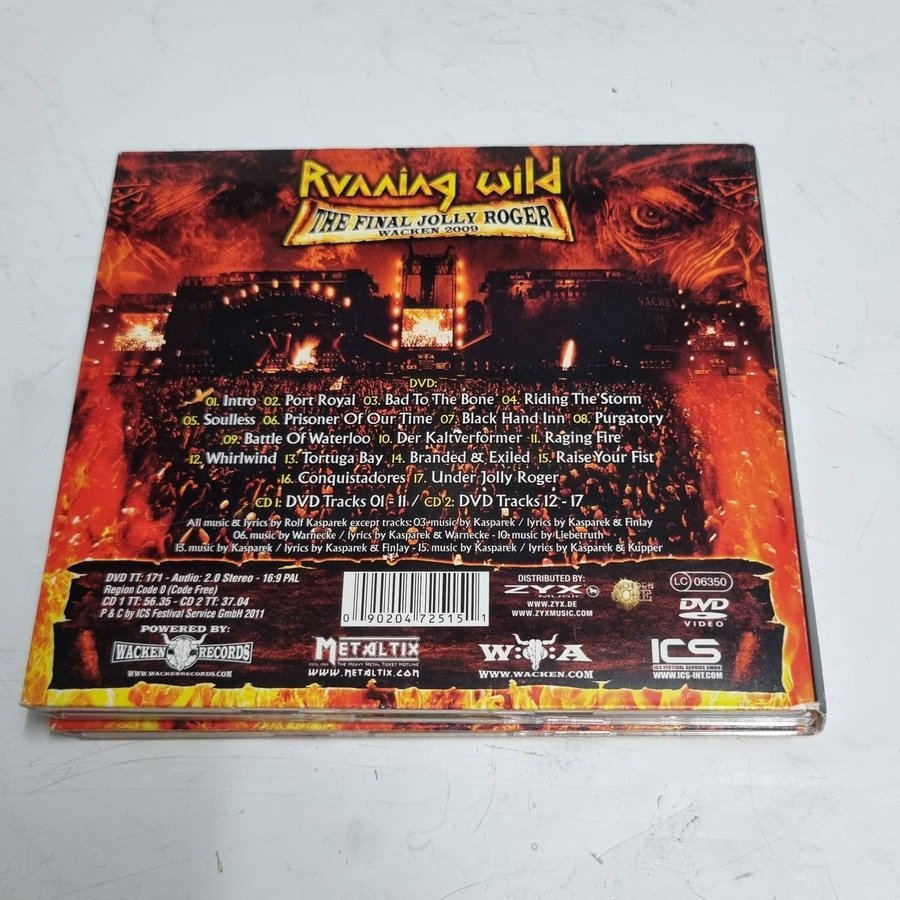 Running Wild
THE FINAL JOLLY ROGER
WACKEN 2009
DVD:
01. Intro 02. Port Royal 03. Bad To The Bone 04. Riding The Storm
05. Soulless 06. Prisoner Of Our Time 07. Black Hand Inn 08. Purgatory
09. Battle Of Waterloo 10. Der Kaltverformer 11. Raging Fire
12. Whirlwind 13. Tortuga Bay 14. Branded & Exiled 15. Raise Your Fist
16. Conquistadores 17. Under Jolly Roger
CD 1: DVD Tracks 01 - 11 / CD 2: DVD Tracks 12 - 17
All music & lyrics by Rolf Kasparek except tracks: 03. music by Kasparek / lyrics by Kasparek & Finlay
06. music by Warnecke / lyrics by Kasparek & Warnecke - 10. music by Liebetruth
13. music by Kasparek / lyrics by Kasparek & Finlay - 15. music by Kasparek / lyrics by Kasparek & Kupper
DVD TT: 171 - Audio: 2.0 Stereo - 16:9 PAL
Region Code 0 (Code Free)
CD 1 TT: 56.35 - CD 2 TT: 37.04
P & C by ICS Festival Service GmbH 2011
0 90204 72515 1
DISTRIBUTED BY:
ZYX
MUSIC
WWW.ZYX.DE
WWW.ZYXMUSIC.COM
GOLDEN CORE
LC 06350
DVD
VIDEO
POWERED BY:
WACKEN RECORDS
WWW.WACKENRECORDS.COM
METALTIX
THE HEAVY METAL TICKET HOTLINE
WWW.METALTIX.COM
W:O:A
WWW.WACKEN.COM
ICS
ICS FESTIVAL SERVICE GMBH
WWW.ICS-INT.COM